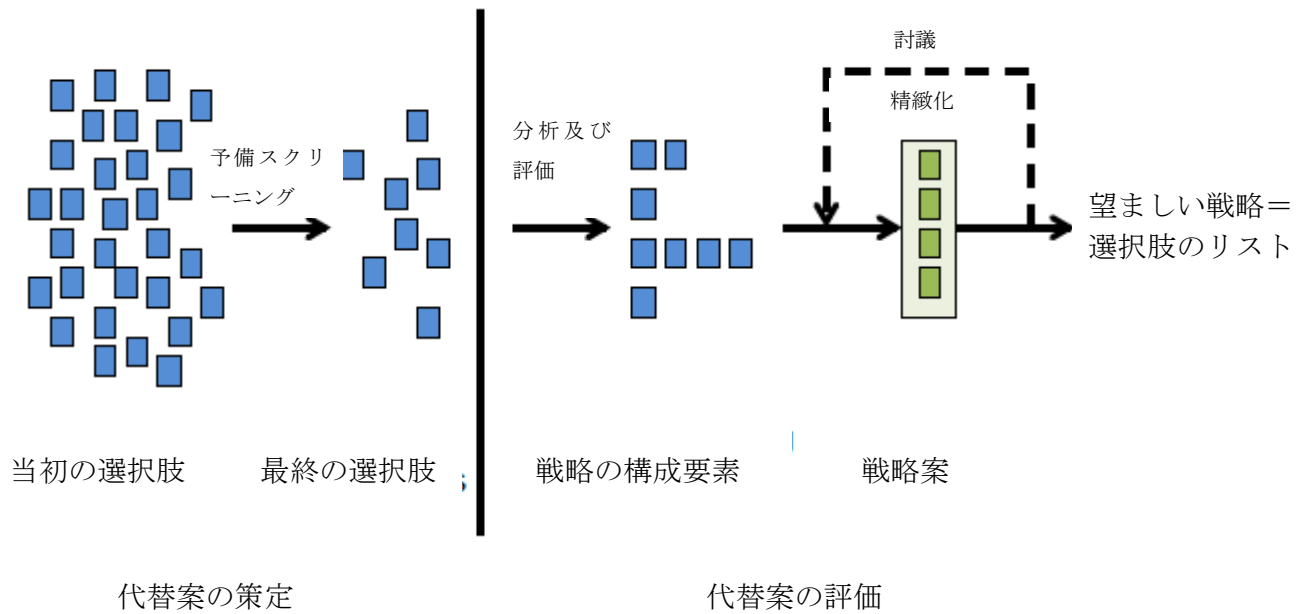 討議
精緻化
分析及び
評価
予備スクリ
ーニング
望ましい戦略＝
選択肢のリスト
当初の選択肢
最終の選択肢
戦略の構成要素
戦略案
代替案の策定
代替案の評価